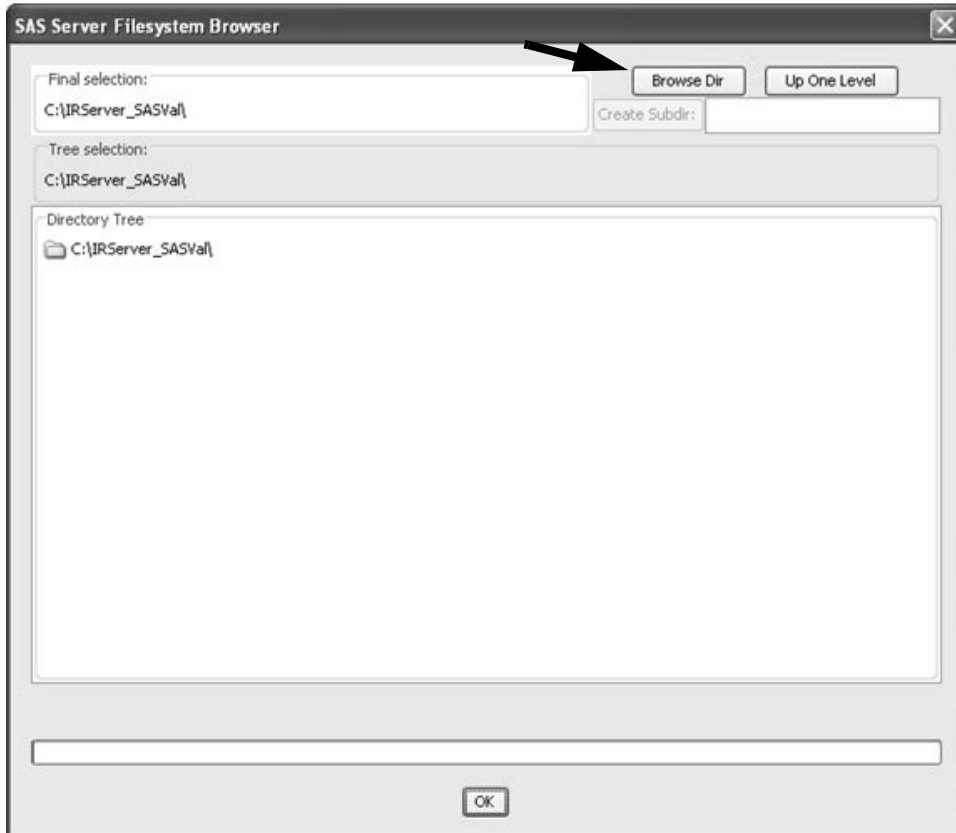 SAS Server Filesystem Browser
Final selection:
C:\IRServer_SASVal\
Browse Dir
Up One Level
Create Subdir:
Tree selection:
C:\IRServer_SASVal\
Directory Tree
C:\IRServer_SASVal\
OK